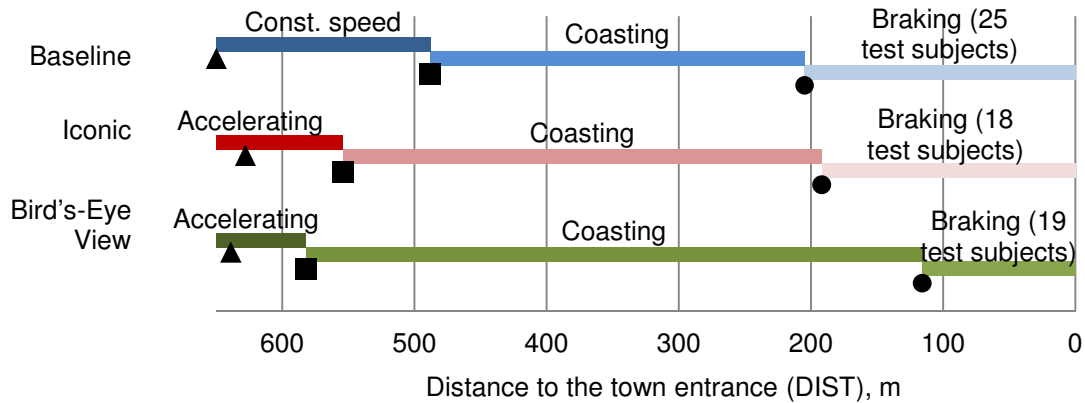 Const. speed
Braking (25
test subjects)
Coasting
Baseline
Accelerating
Braking (18
test subjects)
Iconic
Coasting
Bird's-Eye
View
Accelerating
Coasting
Braking (19
test subjects)
600 500 400 300 200 100 0
Distance to the town entrance (DIST), m